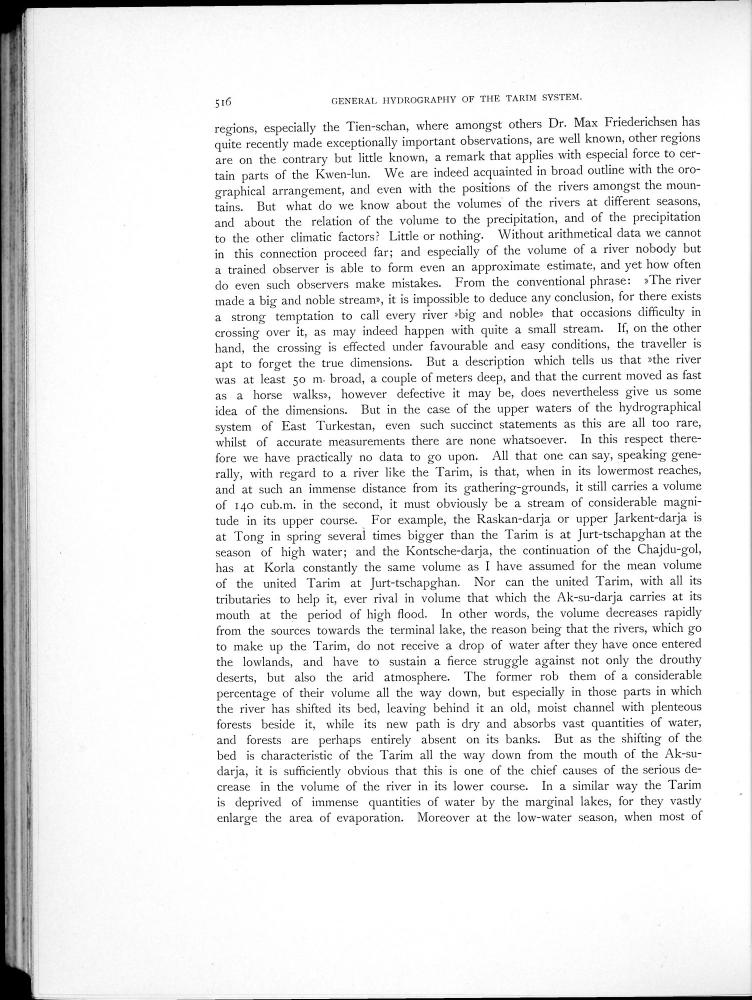 516
GENERAL HYDROGRAPHY OF THE TARIM SYSTEM.
regions, especially the Tien-schan, where amongst others Dr. Max Friederichsen has
quite recently made exceptionally important observations, are well known, other regions
are on the contrary but little known, a remark that applies with especial force to cer-
tain parts of the Kwen-lun. We are indeed acquainted in broad outline with the oro-
graphical arrangement, and even with the positions of the rivers amongst the moun-
tains. But what do we know about the volumes of the rivers at different seasons,
and about the relation of the volume to the precipitation, and of the precipitation
to the other climatic factors? Little or nothing. Without arithmetical data we cannot
in this connection proceed far; and especially of the volume of a river nobody but
a trained observer is able to form even an approximate estimate, and yet how often
do even such observers make mistakes. From the conventional phrase: »The river
made a big and noble stream», it is impossible to deduce any conclusion, for there exists
a strong temptation to call every river »big and noble» that occasions difficulty in
crossing over it, as may indeed happen with quite a small stream. If, on the other
hand, the crossing is effected under favourable and easy conditions, the traveller is
apt to forget the true dimensions. But a description which tells us that »the river
was at least 50 m. broad, a couple of meters deep, and that the current moved as fast
as a horse walks», however defective it may be, does nevertheless give us some
idea of the dimensions. But in the case of the upper waters of the hydrographical
system of East Turkestan, even such succinct statements as this are all too rare,
whilst of accurate measurements there are none whatsoever. In this respect there-
fore we have practically no data to go upon. All that one can say, speaking gene-
rally, with regard to a river like the Tarim, is that, when in its lowermost reaches,
and at such an immense distance from its gathering-grounds, it still carries a volume
of 140 cub.m. in the second, it must obviously be a stream of considerable magni-
tude in its upper course. For example, the Raskan-darja or upper Jarkent-darja is
at Tong in spring several times bigger than the Tarim is at Jurt-tschapghan at the
season of high water; and the Kontsche-darja, the continuation of the Chajdu-gol,
has at Korla constantly the same volume as I have assumed for the mean volume
of the united Tarim at Jurt-tschapghan. Nor can the united Tarim, with all its
tributaries to help it, ever rival in volume that which the Ak-su-darja carries at its
mouth at the period of high flood. In other words, the volume decreases rapidly
from the sources towards the terminal lake, the reason being that the rivers, which go
to make up the Tarim, do not receive a drop of water after they have once entered
the lowlands, and have to sustain a fierce struggle against not only the drouthy
deserts, but also the arid atmosphere. The former rob them of a considerable
percentage of their volume all the way down, but especially in those parts in which
the river has shifted its bed, leaving behind it an old, moist channel with plenteous
forests beside it, while its new path is dry and absorbs vast quantities of water,
and forests are perhaps entirely absent on its banks. But as the shifting of the
bed is characteristic of the Tarim all the way down from the mouth of the Ak-su-
darja, it is sufficiently obvious that this is one of the chief causes of the serious de-
crease in the volume of the river in its lower course. In a similar way the Tarim
is deprived of immense quantities of water by the marginal lakes, for they vastly
enlarge the area of evaporation. Moreover at the low-water season, when most of